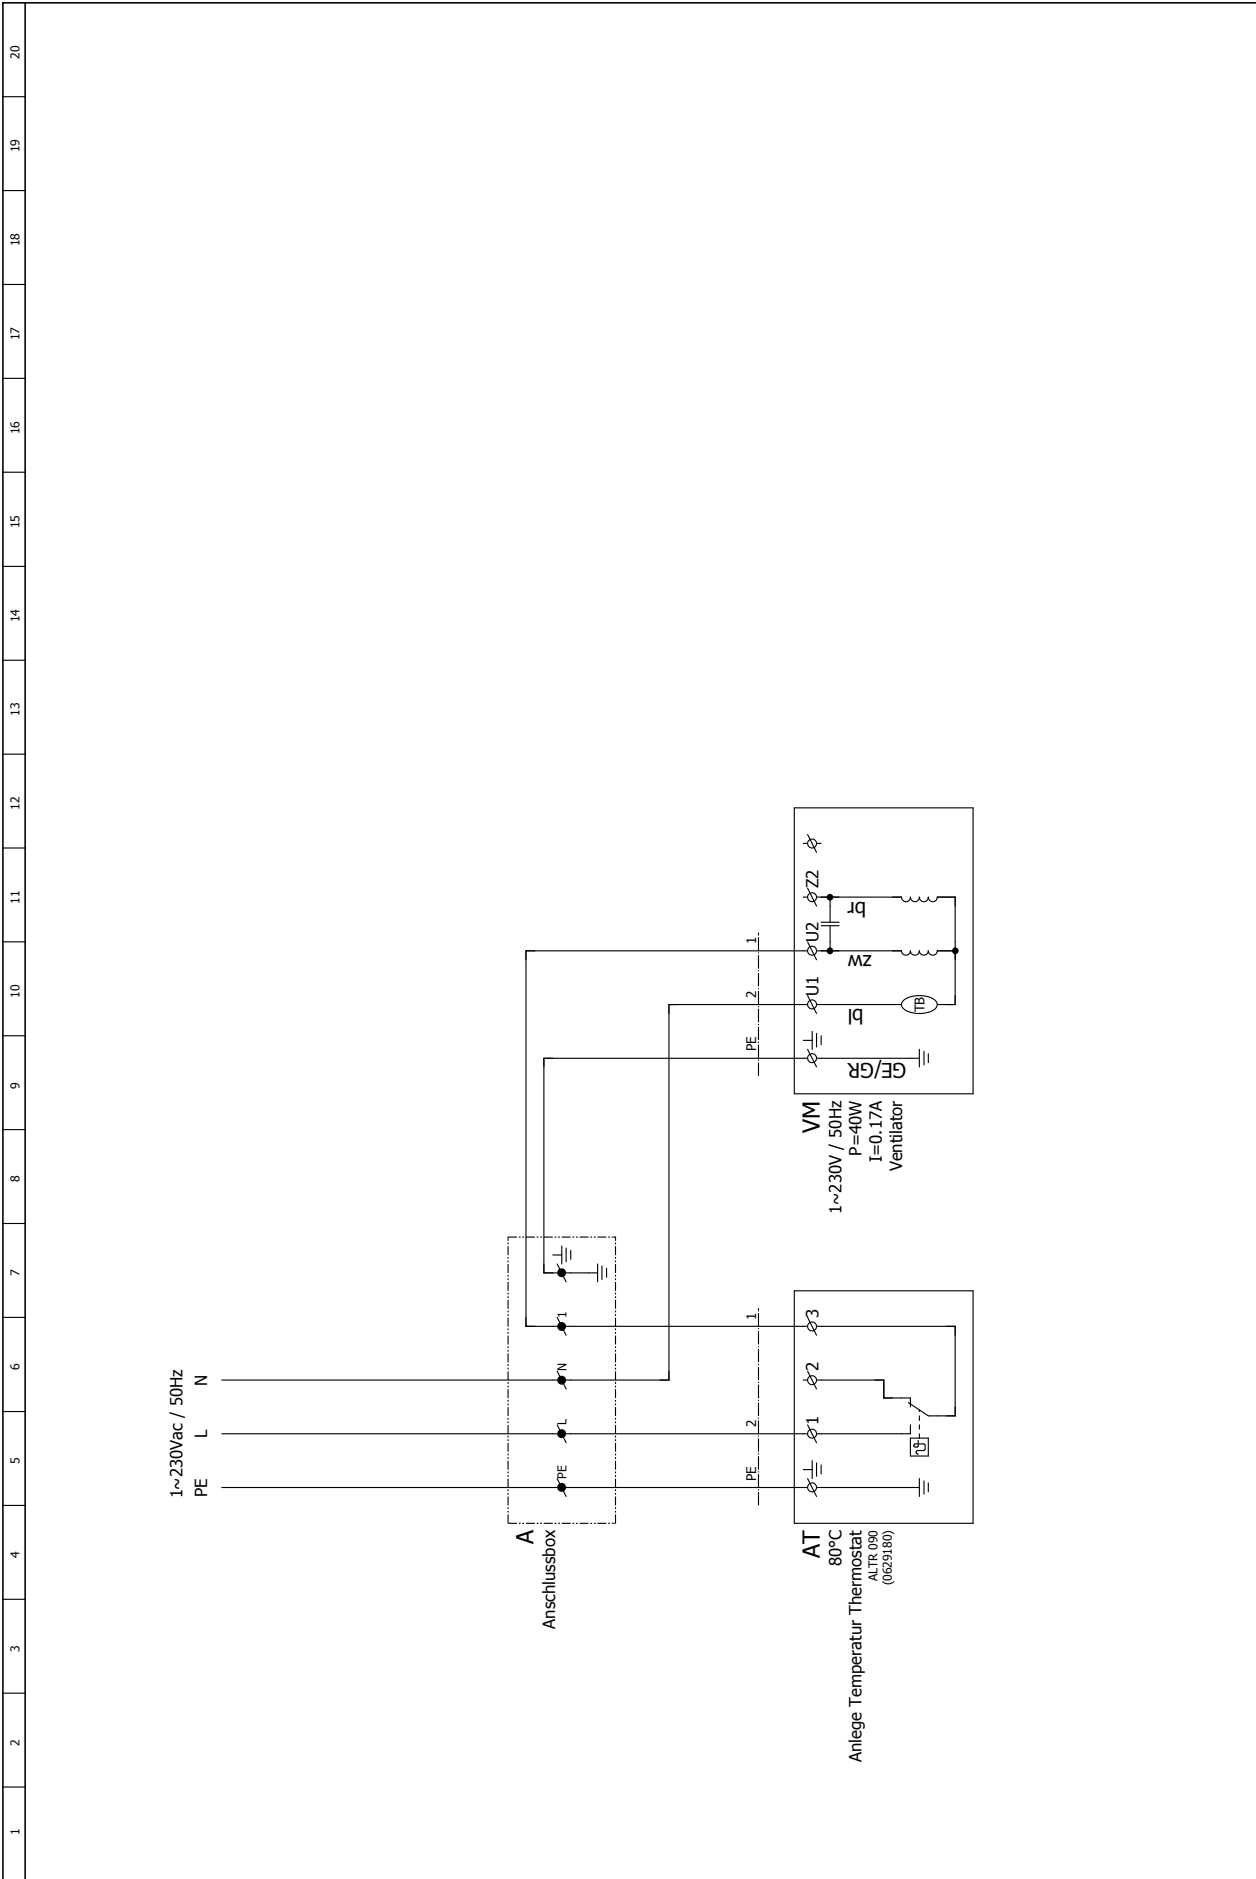 1 2 3 4 5 6 7 8 9 10 11 12 13 14 15 16 17 18 19 20
1~230Vac / 50Hz
PE L N
A
Anschlussbox
PE L N 1
PE 2 1
PE 2 1
AT
80°C
Anlege Temperatur Thermostat
ALTR 090
(0629180)
1 2 3
ϑ
VM
1~230V / 50Hz
P=40W
I=0.17A
Ventilator
U1 U2 Z2
GE/GR bl zw br
TB